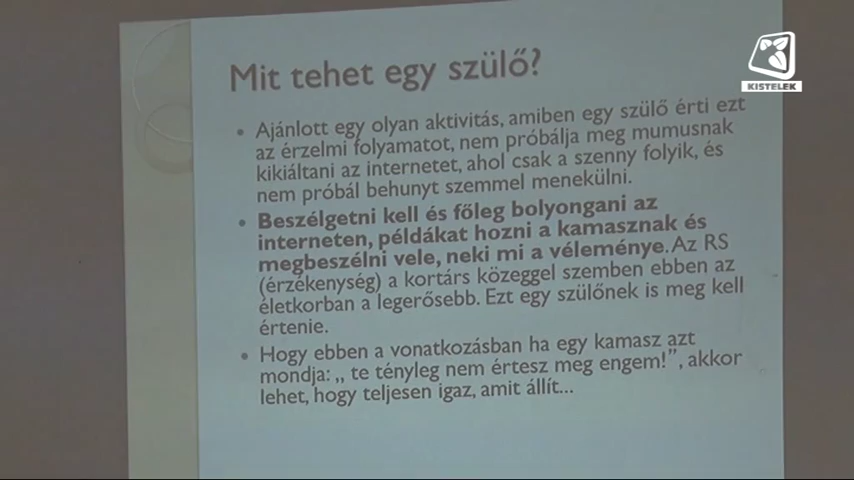 Mit tehet egy szülő?
KISTELEK
• Ajánlott egy olyan aktivitás, amiben egy szülő érti ezt
az érzelmi folyamatot, nem próbálja meg mumusnak
kikiáltani az internetet, ahol csak a szenny folyik, és
nem próbál behunyt szemmel menekülni.
• Beszélgetni kell és főleg bolyongani az
interneten, példákat hozni a kamasznak és
megbeszélni vele, neki mi a véleménye. Az RS
(érzékenység) a kortárs közeggel szemben ebben az
életkorban a legerősebb. Ezt egy szülőnek is meg kell
értenie.
• Hogy ebben a vonatkozásban ha egy kamasz azt
mondja: „ te tényleg nem értesz meg engem!”, akkor
lehet, hogy teljesen igaz, amit állít...